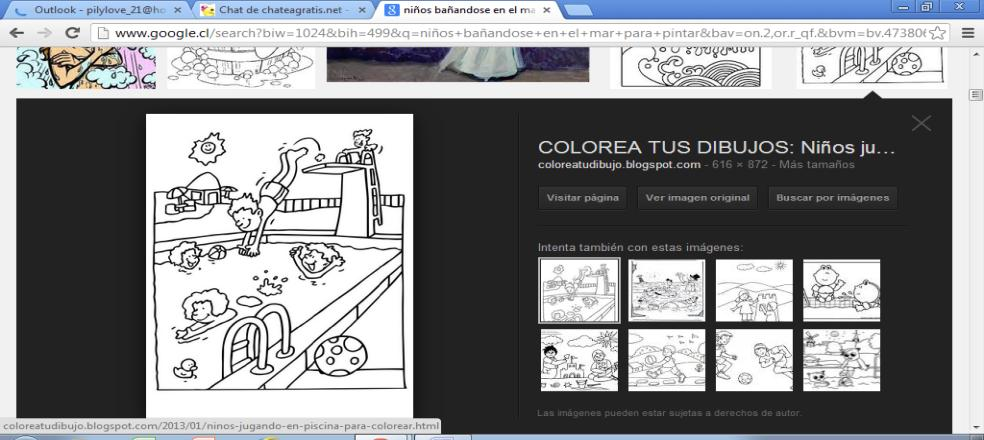 Outlook - pilylove_21@ho
Chat de chateagratis.net -
niños bañandose en el ma
www.google.cl/search?biw=1024&bih=499&q=niños+bañandose+en+el+mar+para+pintar&bav=on.2,or.r_qf.&bvm=bv.47380
COLOREA TUS DIBUJOS: Niños ju...
coloreatudibujo.blogspot.com - 616 × 872 - Más tamaños
Visitar página
Ver imagen original
Buscar por imágenes
Intenta también con estas imágenes:
Las imágenes pueden estar sujetas a derechos de autor.
coloreatudibujo.blogspot.com/2013/01/ninos-jugando-en-piscina-para-colorear.html